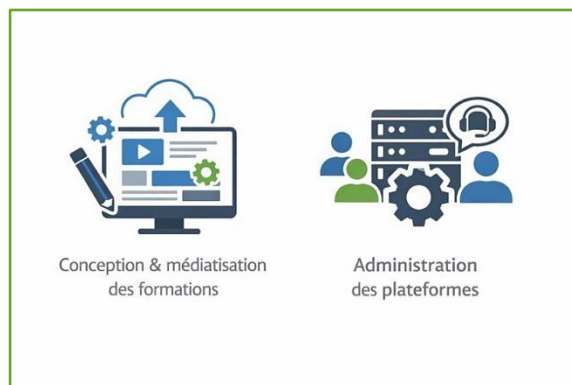 Conception & médiatisation
des formations
Administration
des plateformes